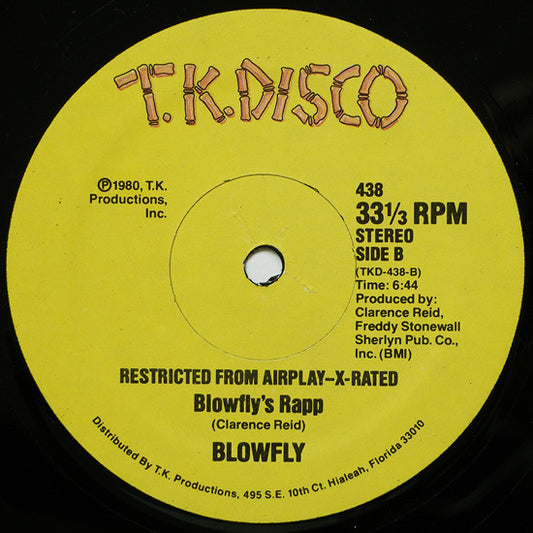 T.K.DISCO
℗1980, T.K.
Productions,
Inc.
438
33⅓ RPM
STEREO
SIDE B
(TKD-438-B)
Time: 6:44
Produced by:
Clarence Reid,
Freddy Stonewall
Sherlyn Pub. Co.,
Inc. (BMI)
RESTRICTED FROM AIRPLAY–X-RATED
Blowfly's Rapp
(Clarence Reid)
BLOWFLY
Distributed By T.K. Productions, 495 S.E. 10th Ct. Hialeah, Florida 33010